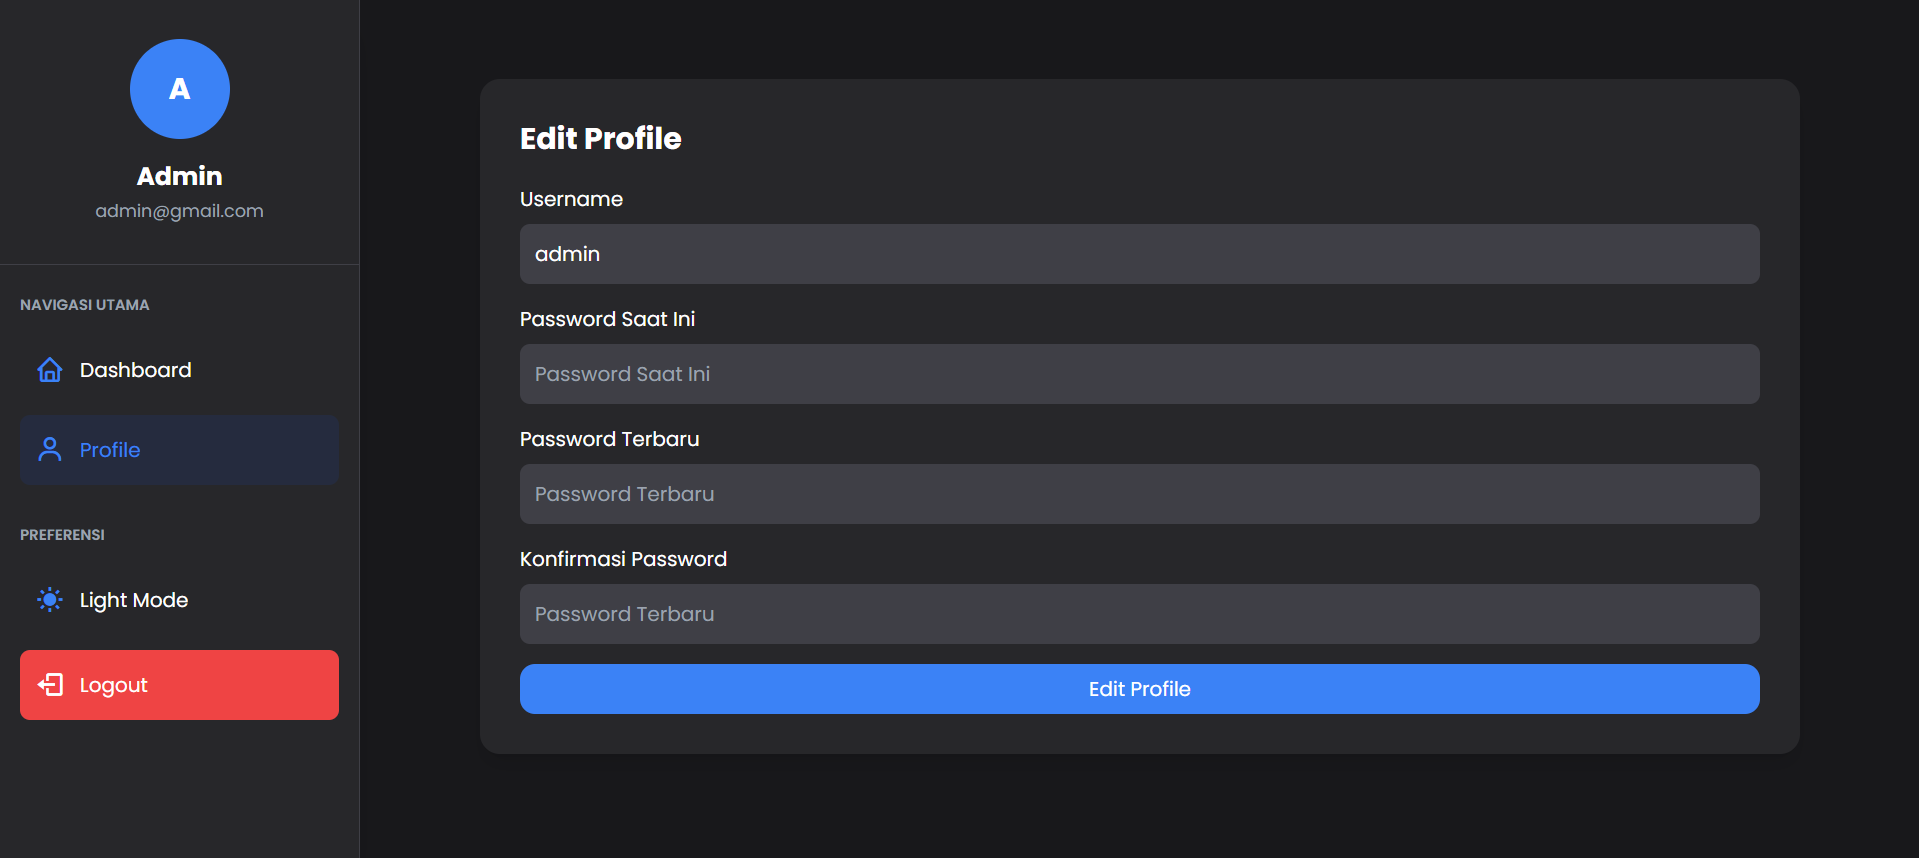 A
Admin
admin@gmail.com
NAVIGASI UTAMA
Dashboard
Profile
PREFERENSI
Light Mode
Logout
Edit Profile
Username
admin
Password Saat Ini
Password Saat Ini
Password Terbaru
Password Terbaru
Konfirmasi Password
Password Terbaru
Edit Profile